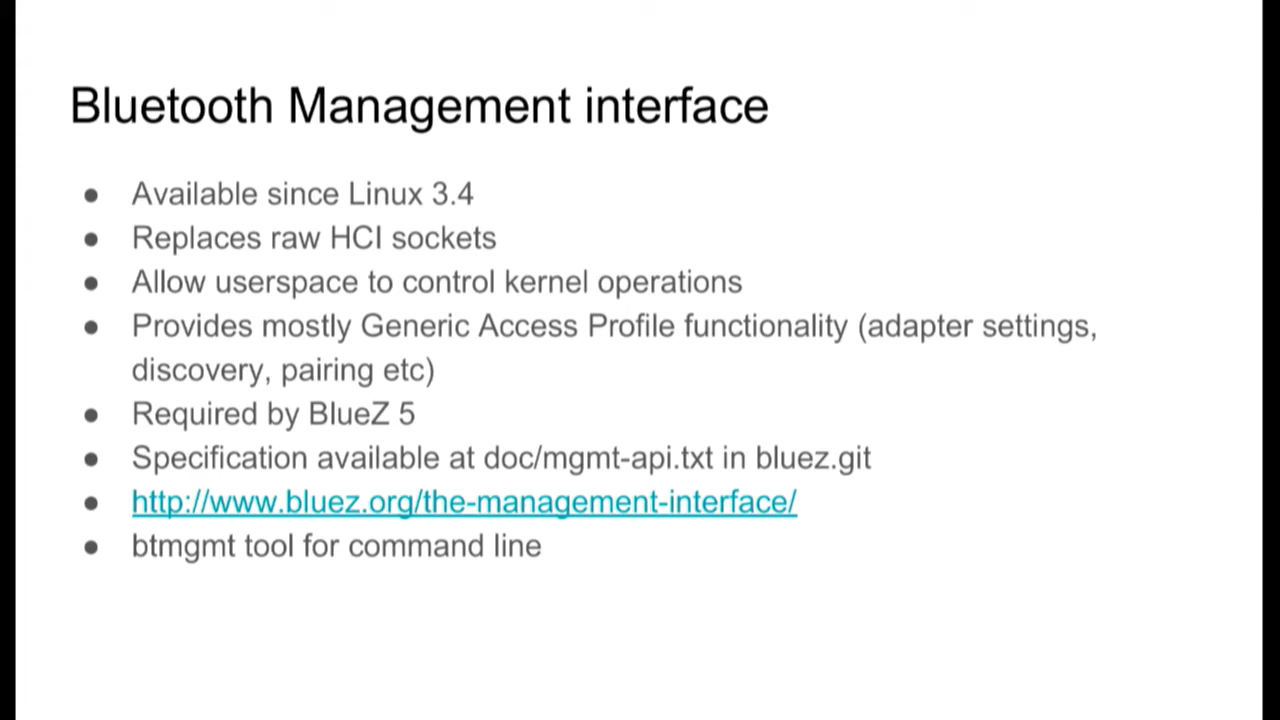 Bluetooth Management interface
● Available since Linux 3.4
● Replaces raw HCI sockets
● Allow userspace to control kernel operations
● Provides mostly Generic Access Profile functionality (adapter settings,
discovery, pairing etc)
● Required by BlueZ 5
● Specification available at doc/mgmt-api.txt in bluez.git
● http://www.bluez.org/the-management-interface/
● btmgmt tool for command line